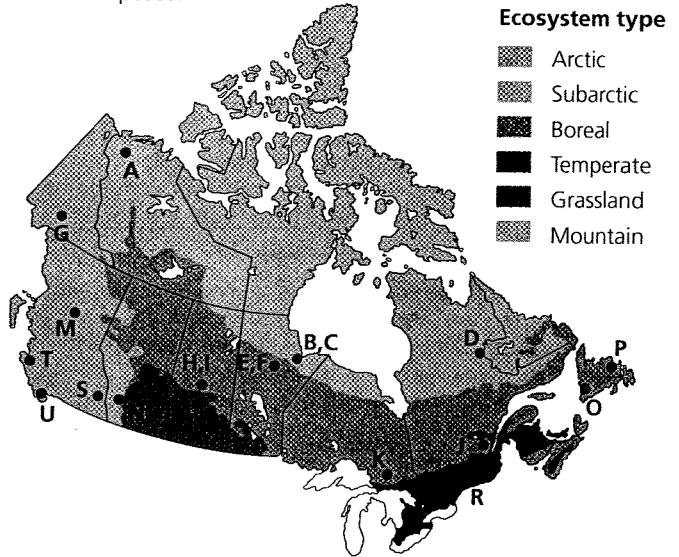 Ecosystem type
Arctic
Subarctic
Boreal
Temperate
Grassland
Mountain
A
G
M
B,C
D
P
T
H,I
E,F
S
O
U
N
J
K
R